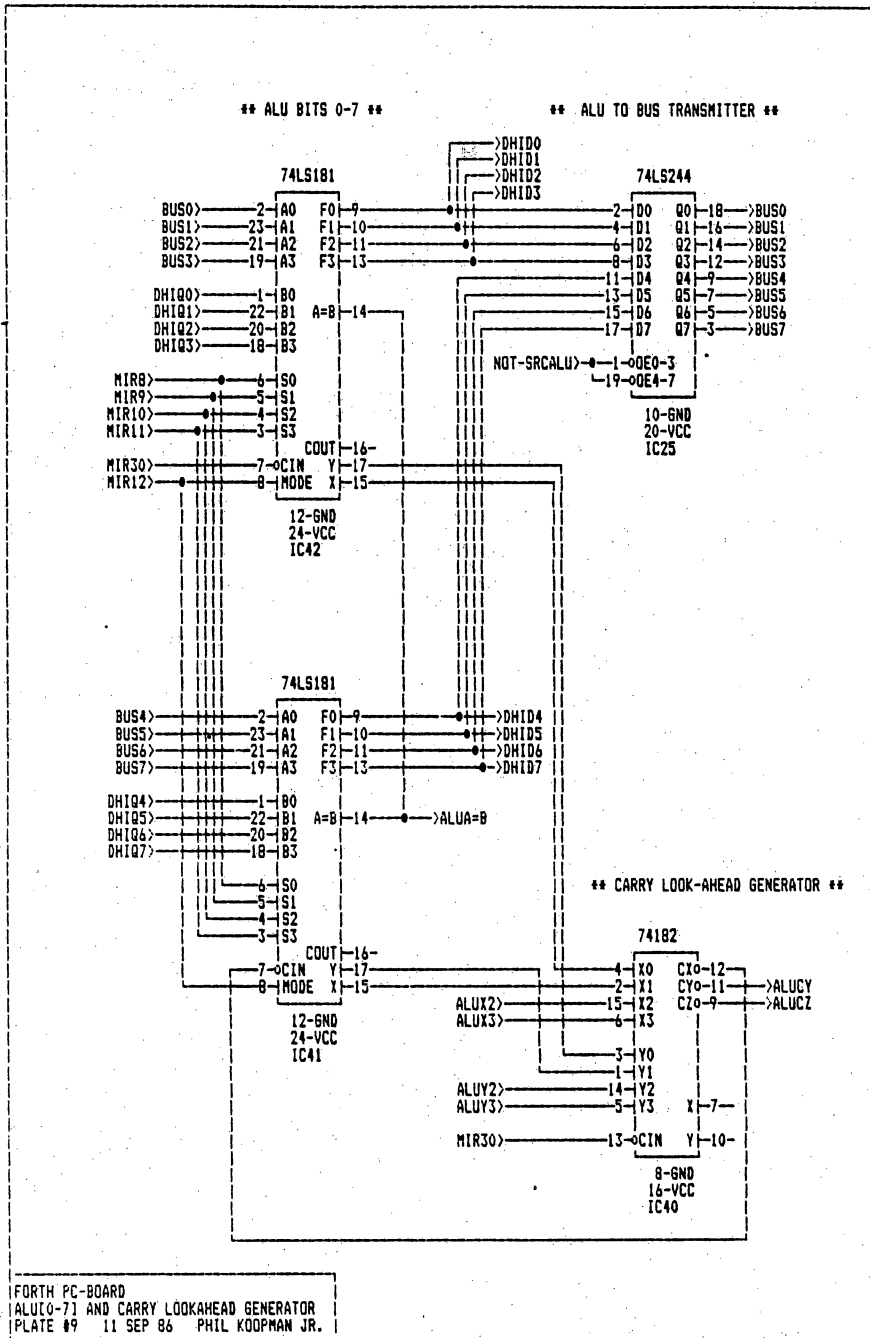 ** ALU BITS 0-7 **
** ALU TO BUS TRANSMITTER **
>DHID0
>DHID1
>DHID2
>DHID3
74LS181
BUS0> 2 A0 F0 9
BUS1> 23 A1 F1 10
BUS2> 21 A2 F2 11
BUS3> 19 A3 F3 13
DHIQ0> 1 B0
DHIQ1> 22 B1 A=B 14
DHIQ2> 20 B2
DHIQ3> 18 B3
MIR8> 6 S0
MIR9> 5 S1
MIR10> 4 S2
MIR11> 3 S3
COUT 16
MIR30> 7 CIN Y 17
MIR12> 8 MODE X 15
12-GND
24-VCC
IC42
74LS244
2 D0 Q0 18 >BUS0
4 D1 Q1 16 >BUS1
6 D2 Q2 14 >BUS2
8 D3 Q3 12 >BUS3
11 D4 Q4 9 >BUS4
13 D5 Q5 7 >BUS5
15 D6 Q6 5 >BUS6
17 D7 Q7 3 >BUS7
NOT-SRCALU> 1 OE0-3
19 OE4-7
10-GND
20-VCC
IC25
74LS181
BUS4> 2 A0 F0 9 >DHID4
BUS5> 23 A1 F1 10 >DHID5
BUS6> 21 A2 F2 11 >DHID6
BUS7> 19 A3 F3 13 >DHID7
DHIQ4> 1 B0
DHIQ5> 22 B1 A=B 14 >ALUA=B
DHIQ6> 20 B2
DHIQ7> 18 B3
6 S0
5 S1
4 S2
3 S3
COUT 16
7 CIN Y 17
8 MODE X 15
12-GND
24-VCC
IC41
** CARRY LOOK-AHEAD GENERATOR **
74182
4 X0 CX 12
2 X1 CY 11 >ALUCY
ALUX2> 15 X2 CZ 9 >ALUCZ
ALUX3> 6 X3
3 Y0
1 Y1
ALUY2> 14 Y2
ALUY3> 5 Y3 X 7
MIR30> 13 CIN Y 10
8-GND
16-VCC
IC40
FORTH PC-BOARD
ALU[0-7] AND CARRY LOOKAHEAD GENERATOR
PLATE #9 11 SEP 86 PHIL KOOPMAN JR.